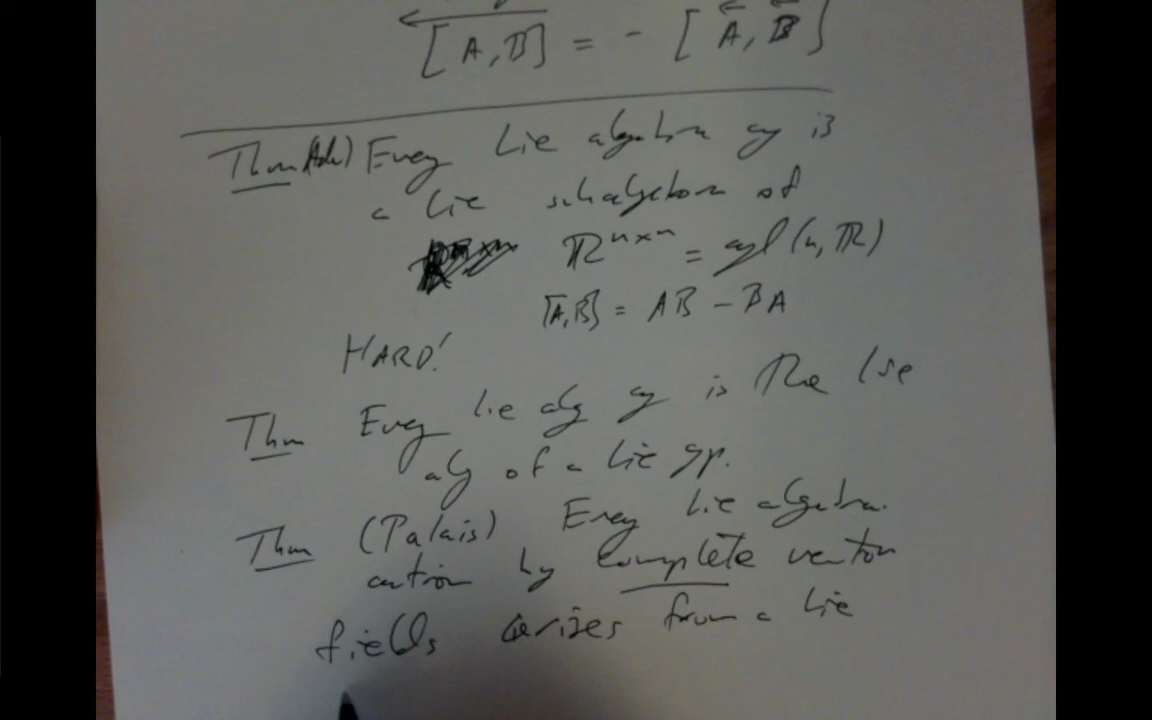 [A, B] = - [A, B]
Thm (Ado) Every Lie algebra g is
a Lie subalgebra of
ℝⁿˣⁿ = gl(n, ℝ)
[A,B] = AB - BA
HARD!
Thm Every Lie alg g is the Lie
alg of a Lie gp.
Thm (Palais) Every Lie algebra
action by complete vector
fields arises from a Lie